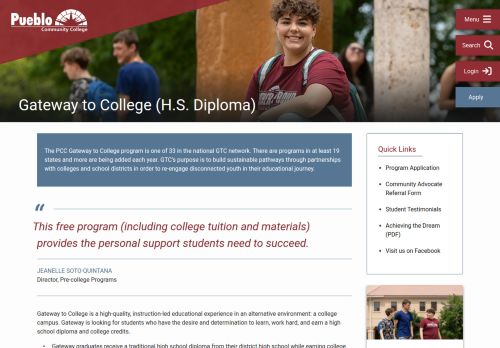 Pueblo
Community College
Menu
Search
Login
Apply
Gateway to College (H.S. Diploma)
The PCC Gateway to College program is one of 33 in the national GTC network. There are programs in at least 19
states and more are being added each year. GTC's purpose is to build sustainable pathways through partnerships
with colleges and school districts in order to re-engage disconnected youth in their educational journey.
“
This free program (including college tuition and materials)
provides the personal support students need to succeed.
JEANELLE SOTO-QUINTANA
Director, Pre-college Programs
Gateway to College is a high-quality, instruction-led educational experience in an alternative environment: a college
campus. Gateway is looking for students who have the desire and determination to learn, work hard, and earn a high
school diploma and college credits.
• Gateway graduates receive a traditional high school diploma from their district high school while earning college
Quick Links
• Program Application
• Community Advocate
Referral Form
• Student Testimonials
• Achieving the Dream
(PDF)
• Visit us on Facebook